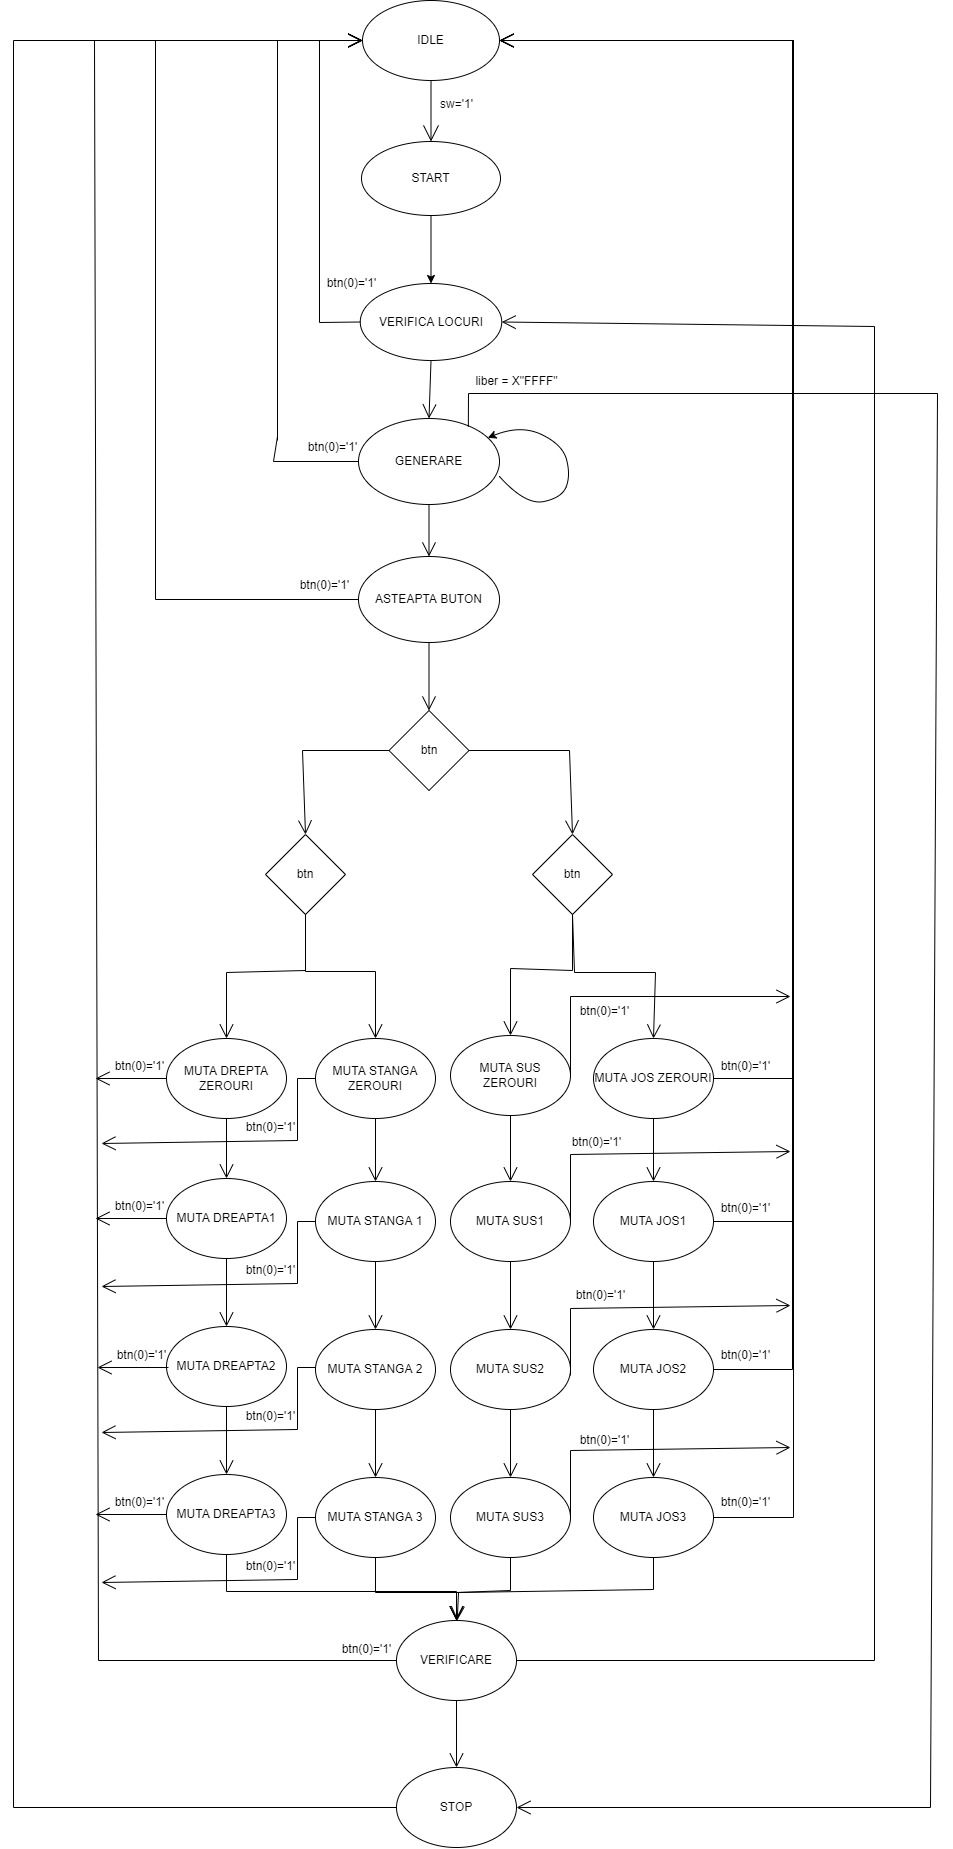 IDLE
sw='1'
START
btn(0)='1'
VERIFICA LOCURI
liber = X"FFFF"
btn(0)='1'
GENERARE
btn(0)='1'
ASTEAPTA BUTON
btn
btn
btn
btn(0)='1'
btn(0)='1'
MUTA DREPTA
ZEROURI
MUTA STANGA
ZEROURI
MUTA SUS
ZEROURI
MUTA JOS ZEROURI
btn(0)='1'
btn(0)='1'
btn(0)='1'
btn(0)='1'
MUTA DREAPTA1
MUTA STANGA 1
MUTA SUS1
MUTA JOS1
btn(0)='1'
btn(0)='1'
btn(0)='1'
btn(0)='1'
MUTA DREAPTA2
MUTA STANGA 2
MUTA SUS2
MUTA JOS2
btn(0)='1'
btn(0)='1'
btn(0)='1'
btn(0)='1'
MUTA DREAPTA3
MUTA STANGA 3
MUTA SUS3
MUTA JOS3
btn(0)='1'
btn(0)='1'
btn(0)='1'
VERIFICARE
STOP